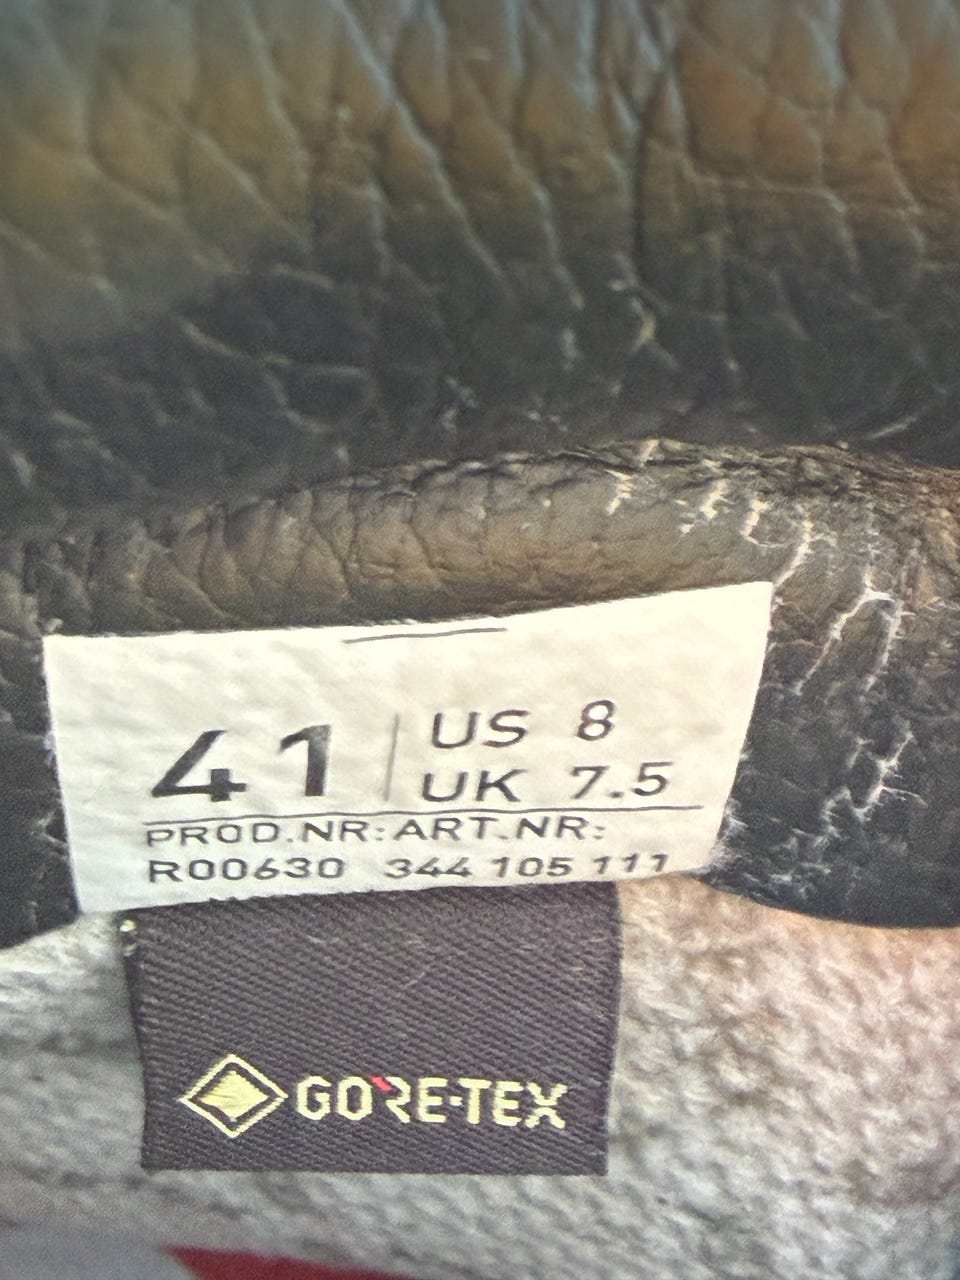 41 | US 8
UK 7.5
PROD.NR: ART.NR:
R00630 344 105 111
GORE-TEX